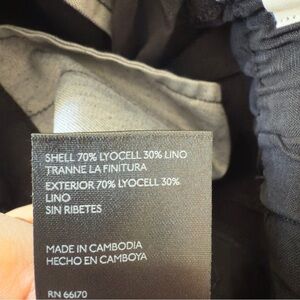 SHELL 70% LYOCELL 30% LINO
TRANNE LA FINITURA
EXTERIOR 70% LYOCELL 30%
LINO
SIN RIBETES
MADE IN CAMBODIA
HECHO EN CAMBOYA
RN 66170